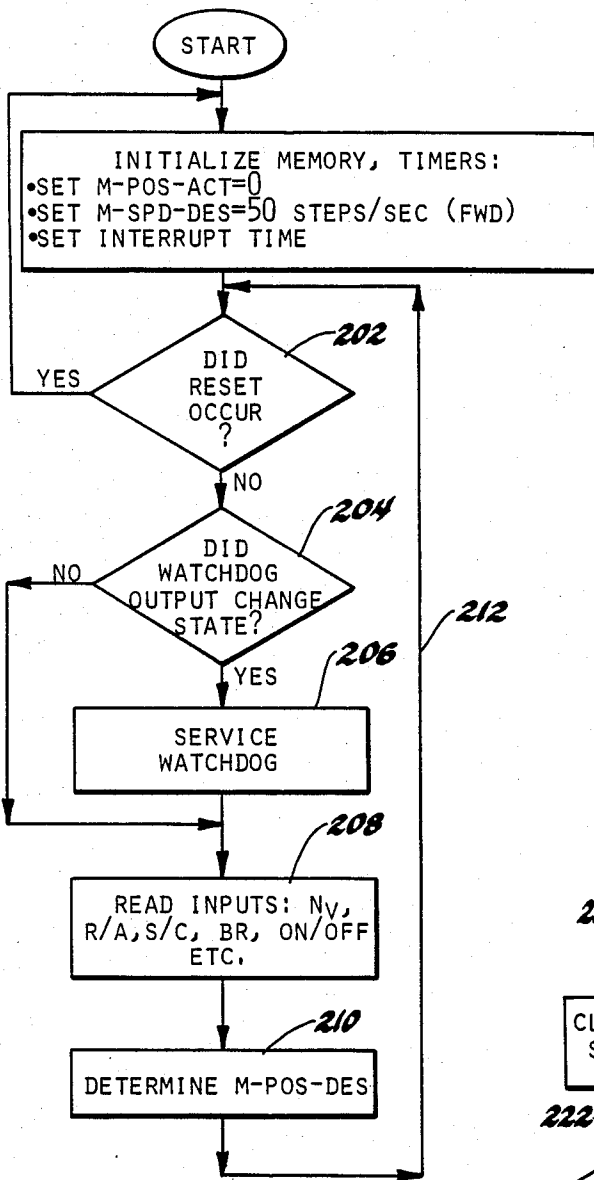 START
INITIALIZE MEMORY, TIMERS:
•SET M-POS-ACT=0
•SET M-SPD-DES=50 STEPS/SEC (FWD)
•SET INTERRUPT TIME
202
DID
RESET
OCCUR
?
YES
NO
204
DID
WATCHDOG
OUTPUT CHANGE
STATE?
NO
YES
212
206
SERVICE
WATCHDOG
208
READ INPUTS: NV,
R/A,S/C, BR, ON/OFF
ETC.
210
DETERMINE M-POS-DES
222